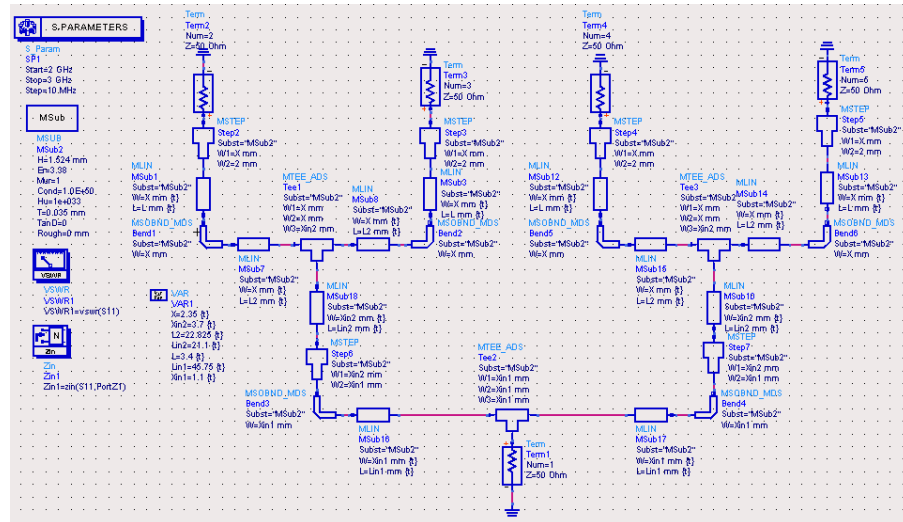 S.PARAMETERS
S_Param
SP1
Start=2 GHz
Stop=3 GHz
Step=10.MHz
MSub
MSUB
MSub2
H=1.524 mm
Er=3.38
Mur=1
Cond=1.0E+50
Hu=1e+033
T=0.035 mm
TanD=0
Rough=0 mm
VSWR
VSWR
VSWR1
VSWR1=vswr(S11)
N
Zin
Zin
Zin1
Zin1=zin(S11,PortZ1)
VAR
VAR1
X=2.35 {t}
Xin2=3.7 {t}
L2=22.825 {t}
Lin2=21.1 {t}
L=3.4 {t}
Lin1=45.75 {t}
Xin1=1.1 {t}
Term
Term2
Num=2
Z=50 Ohm
Term
Term3
Num=3
Z=50 Ohm
Term
Term4
Num=4
Z=50 Ohm
Term
Term5
Num=5
Z=50 Ohm
MSTEP
Step2
Subst="MSub2"
W1=X mm
W2=2 mm
MSTEP
Step3
Subst="MSub2"
W1=X mm
W2=2 mm
MSTEP
Step4
Subst="MSub2"
W1=X mm
W2=2 mm
MSTEP
Step5
Subst="MSub2"
W1=X mm
W2=2 mm
MLIN
MSub1
Subst="MSub2"
W=X mm {t}
L=L mm {t}
MTEE_ADS
Tee1
Subst="MSub2"
W1=X mm
W2=X mm
W3=Xin2 mm
MLIN
MSub8
Subst="MSub2"
W=X mm {t}
L=L2 mm {t}
MLIN
MSub3
Subst="MSub2"
W=X mm {t}
L=L mm {t}
MLIN
MSub12
Subst="MSub2"
W=X mm {t}
L=L mm {t}
MTEE_ADS
Tee3
Subst="MSub2"
W1=X mm
W2=X mm
W3=Xin2 mm
MLIN
MSub14
Subst="MSub2"
W=X mm {t}
L=L2 mm {t}
MLIN
MSub13
Subst="MSub2"
W=X mm {t}
L=L mm {t}
MSOBND_MDS
Bend1
Subst="MSub2"
W=X mm
MSOBND_MDS
Bend2
Subst="MSub2"
W=X mm
MSOBND_MDS
Bend5
Subst="MSub2"
W=X mm
MSOBND_MDS
Bend6
Subst="MSub2"
W=X mm
MLIN
MSub7
Subst="MSub2"
W=X mm {t}
L=L2 mm {t}
MLIN
MSub15
Subst="MSub2"
W=X mm {t}
L=L2 mm {t}
MLIN
MSub18
Subst="MSub2"
W=Xin2 mm {t}
L=Lin2 mm {t}
MLIN
Subst="MSub2"
W=Xin2 mm {t}
L=Lin2 mm {t}
MSTEP
Step6
Subst="MSub2"
W1=Xin2 mm
W2=Xin1 mm
MTEE_ADS
Tee2
Subst="MSub2"
W1=Xin1 mm
W2=Xin1 mm
W3=Xin1 mm
MSTEP
Step7
Subst="MSub2"
W1=Xin2 mm
W2=Xin1 mm
MSOBND_MDS
Bend3
Subst="MSub2"
W=Xin1 mm
MSOBND_MDS
Bend4
Subst="MSub2"
W=Xin1 mm
MLIN
MSub16
Subst="MSub2"
W=Xin1 mm {t}
L=Lin1 mm {t}
Term
Term1
Num=1
Z=50 Ohm
MLIN
MSub17
Subst="MSub2"
W=Xin1 mm {t}
L=Lin1 mm {t}